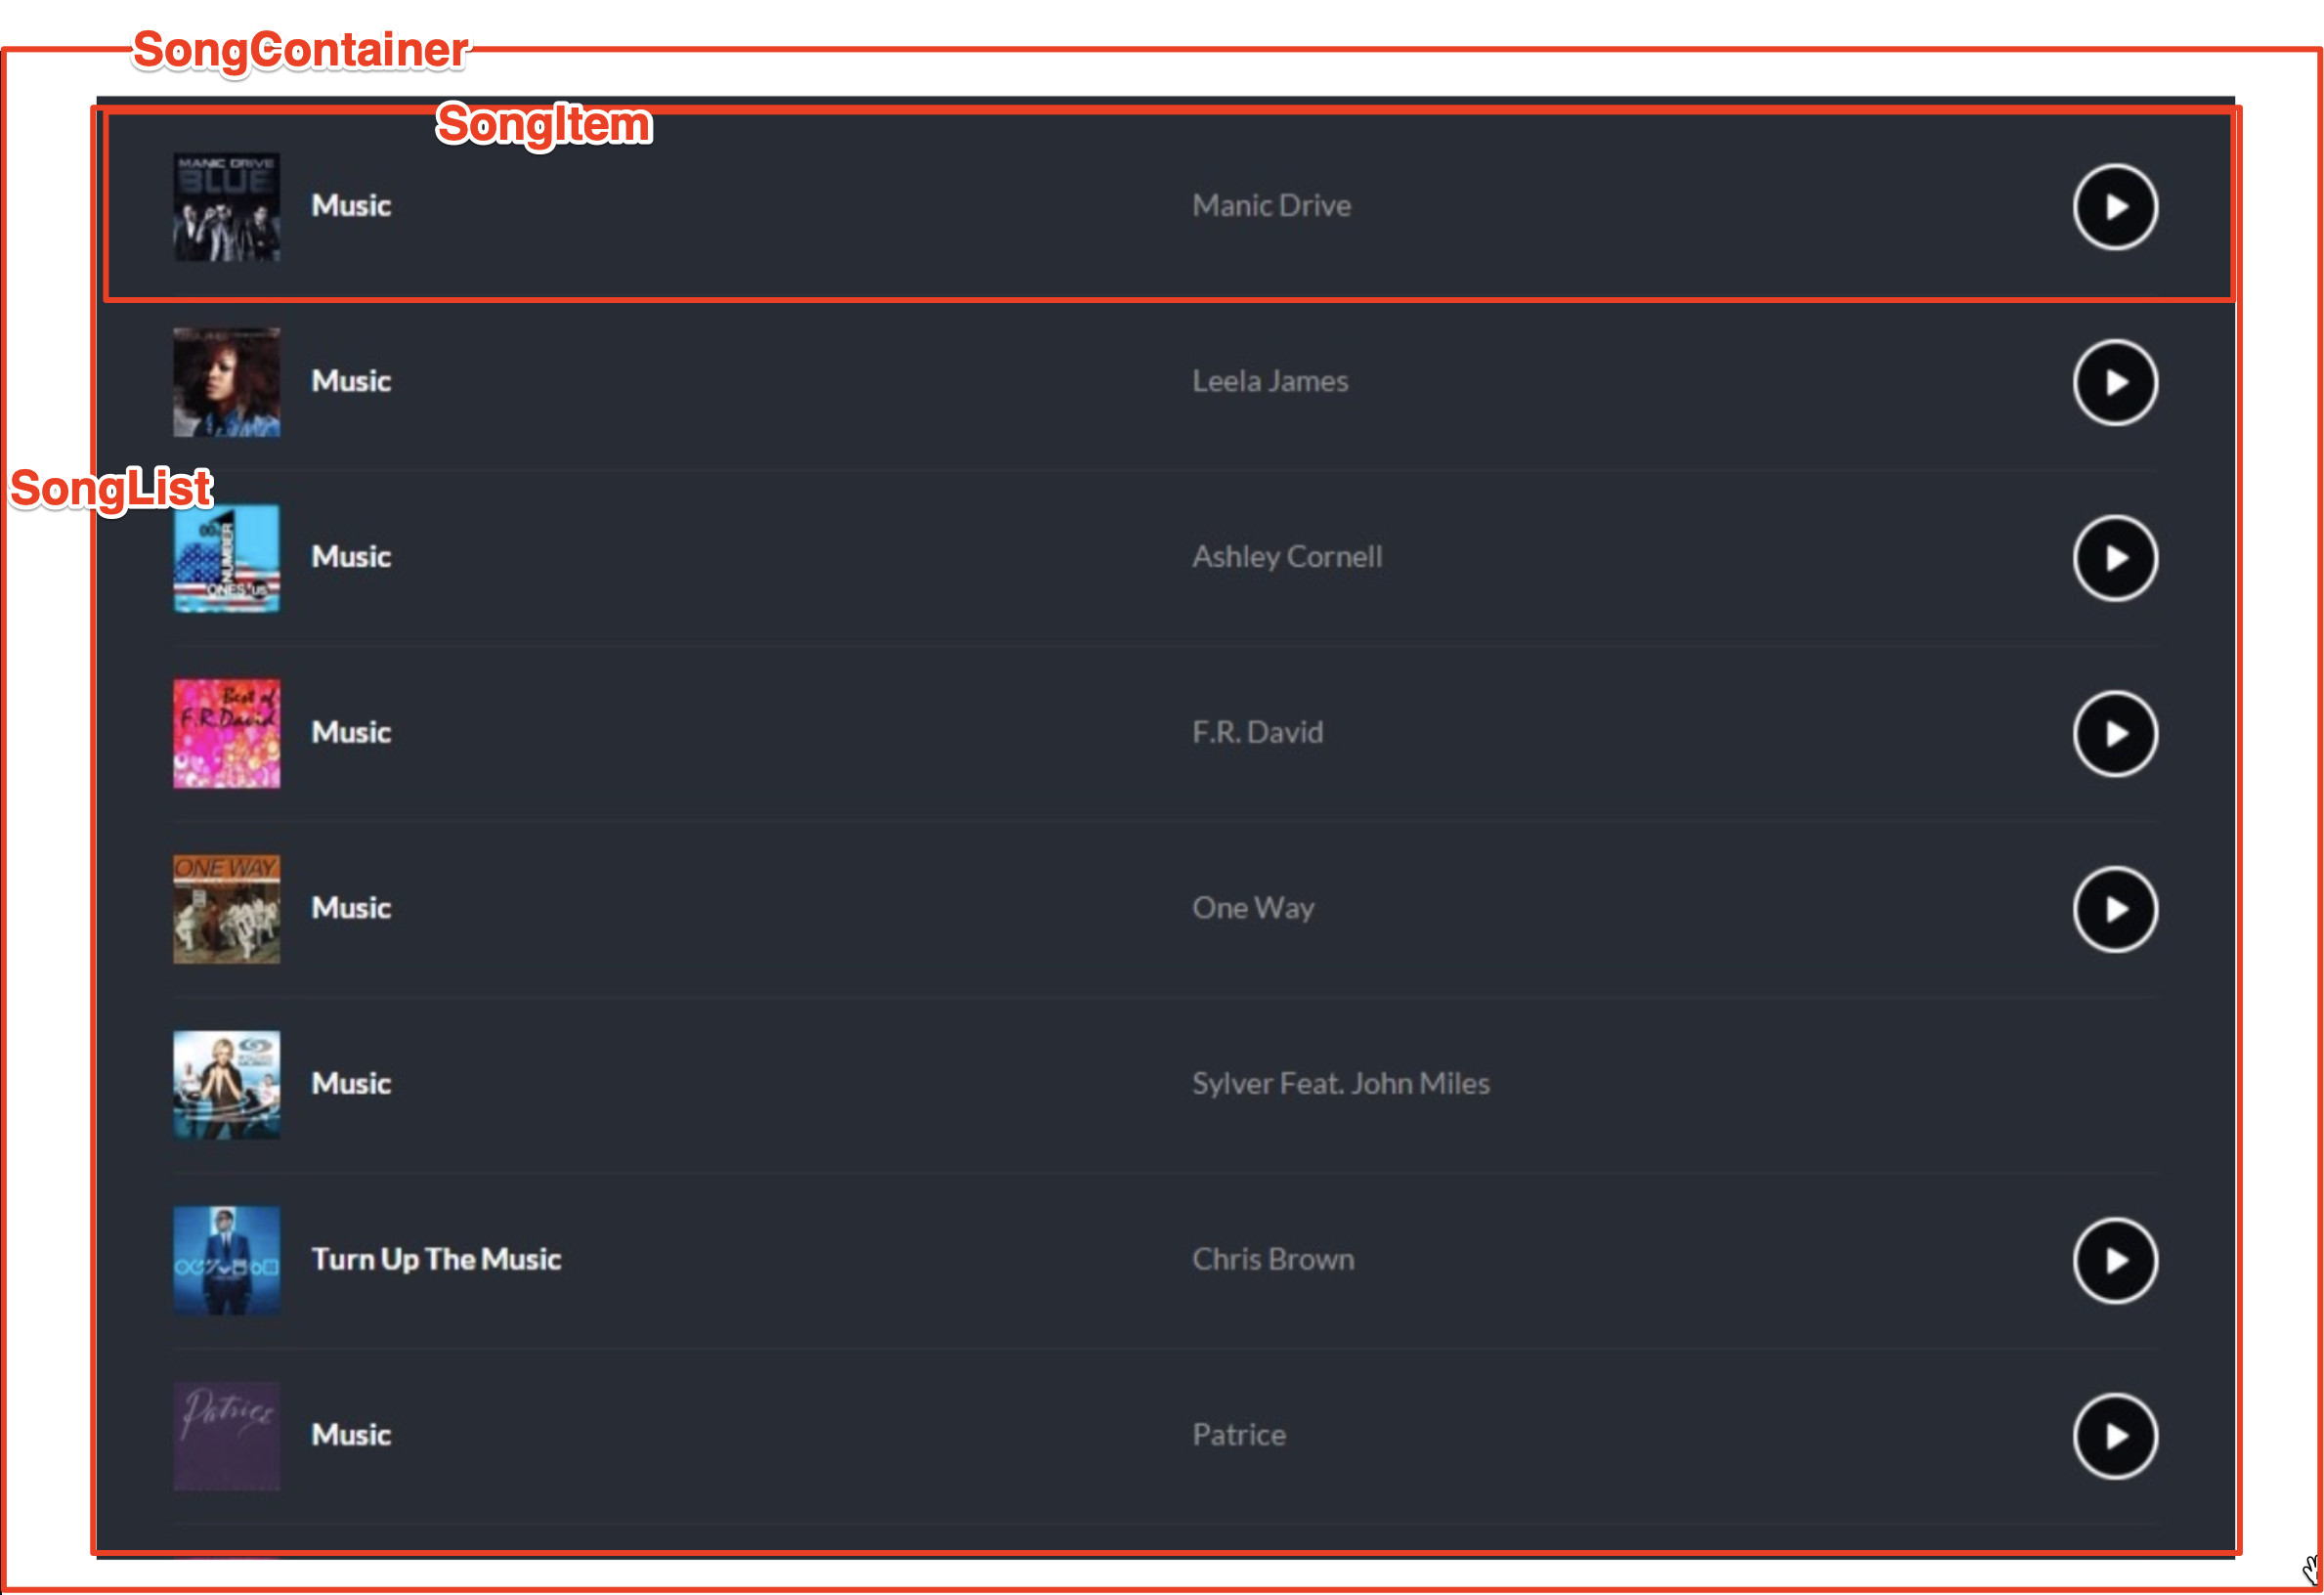 SongContainer
SongItem
MANIC DRIVE
BLUE
Music
Manic Drive
Music
Leela James
SongList
NUMBER
ONES US
Music
Ashley Cornell
Best of
F.R. David
Music
F.R. David
ONE WAY
Music
One Way
Music
Sylver Feat. John Miles
Turn Up The Music
Chris Brown
Patrice
Music
Patrice